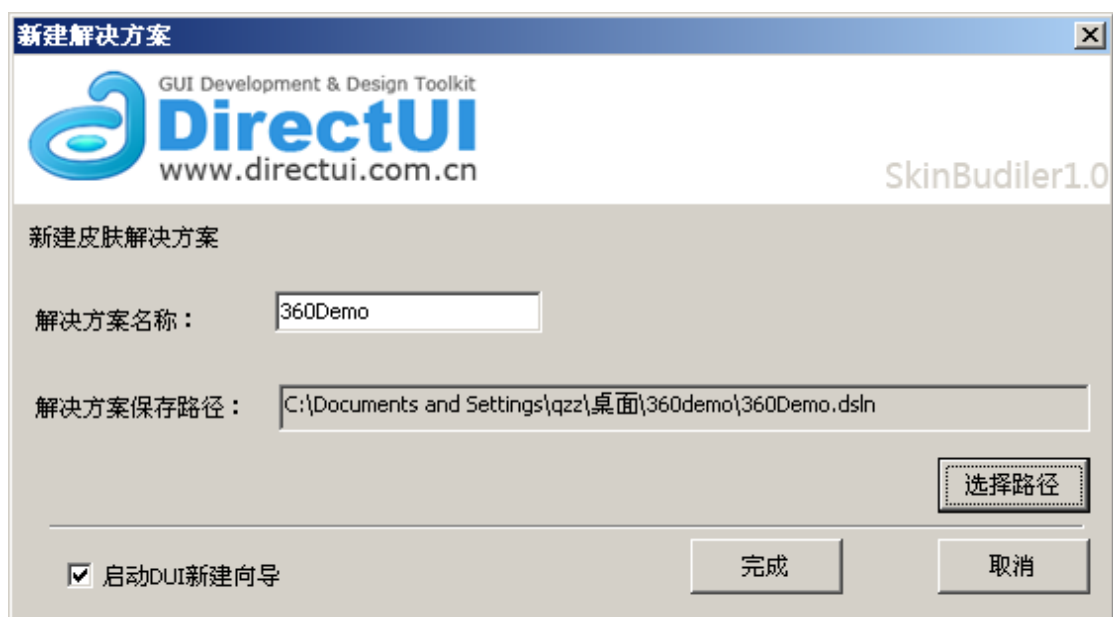 新建解决方案
GUI Development & Design Toolkit
DirectUI
www.directui.com.cn
SkinBudiler1.0
新建皮肤解决方案
解决方案名称：
360Demo
解决方案保存路径：
C:\Documents and Settings\qzz\桌面\360demo\360Demo.dsln
选择路径
启动DUI新建向导
完成
取消